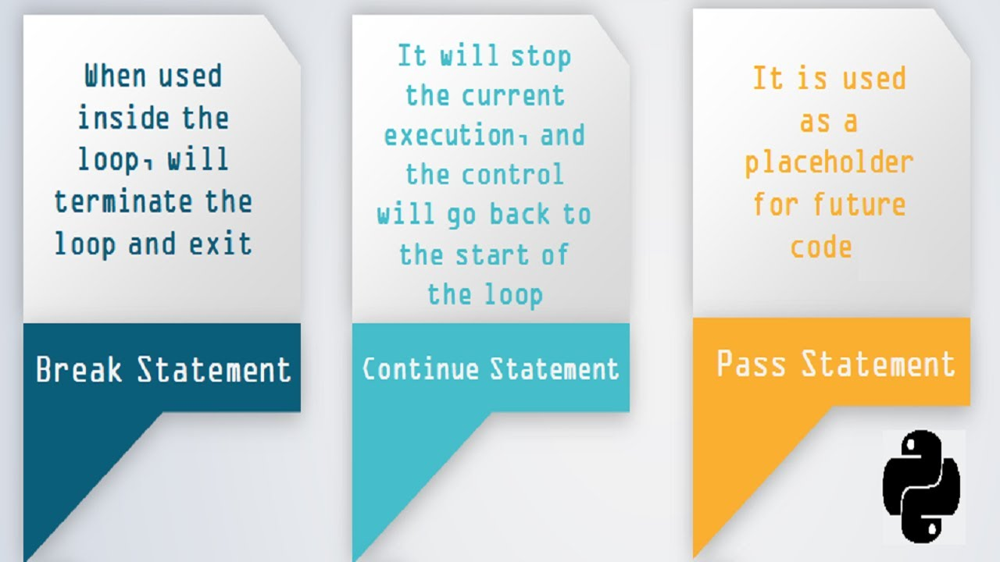 When used
inside the
loop, will
terminate the
loop and exit
Break Statement
It will stop
the current
execution, and
the control
will go back to
the start of
the loop
Continue Statement
It is used
as a
placeholder
for future
code
Pass Statement